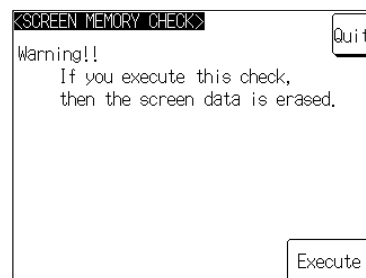 <SCREEN MEMORY CHECK>
Quit
Warning!!
If you execute this check,
then the screen data is erased.
Execute